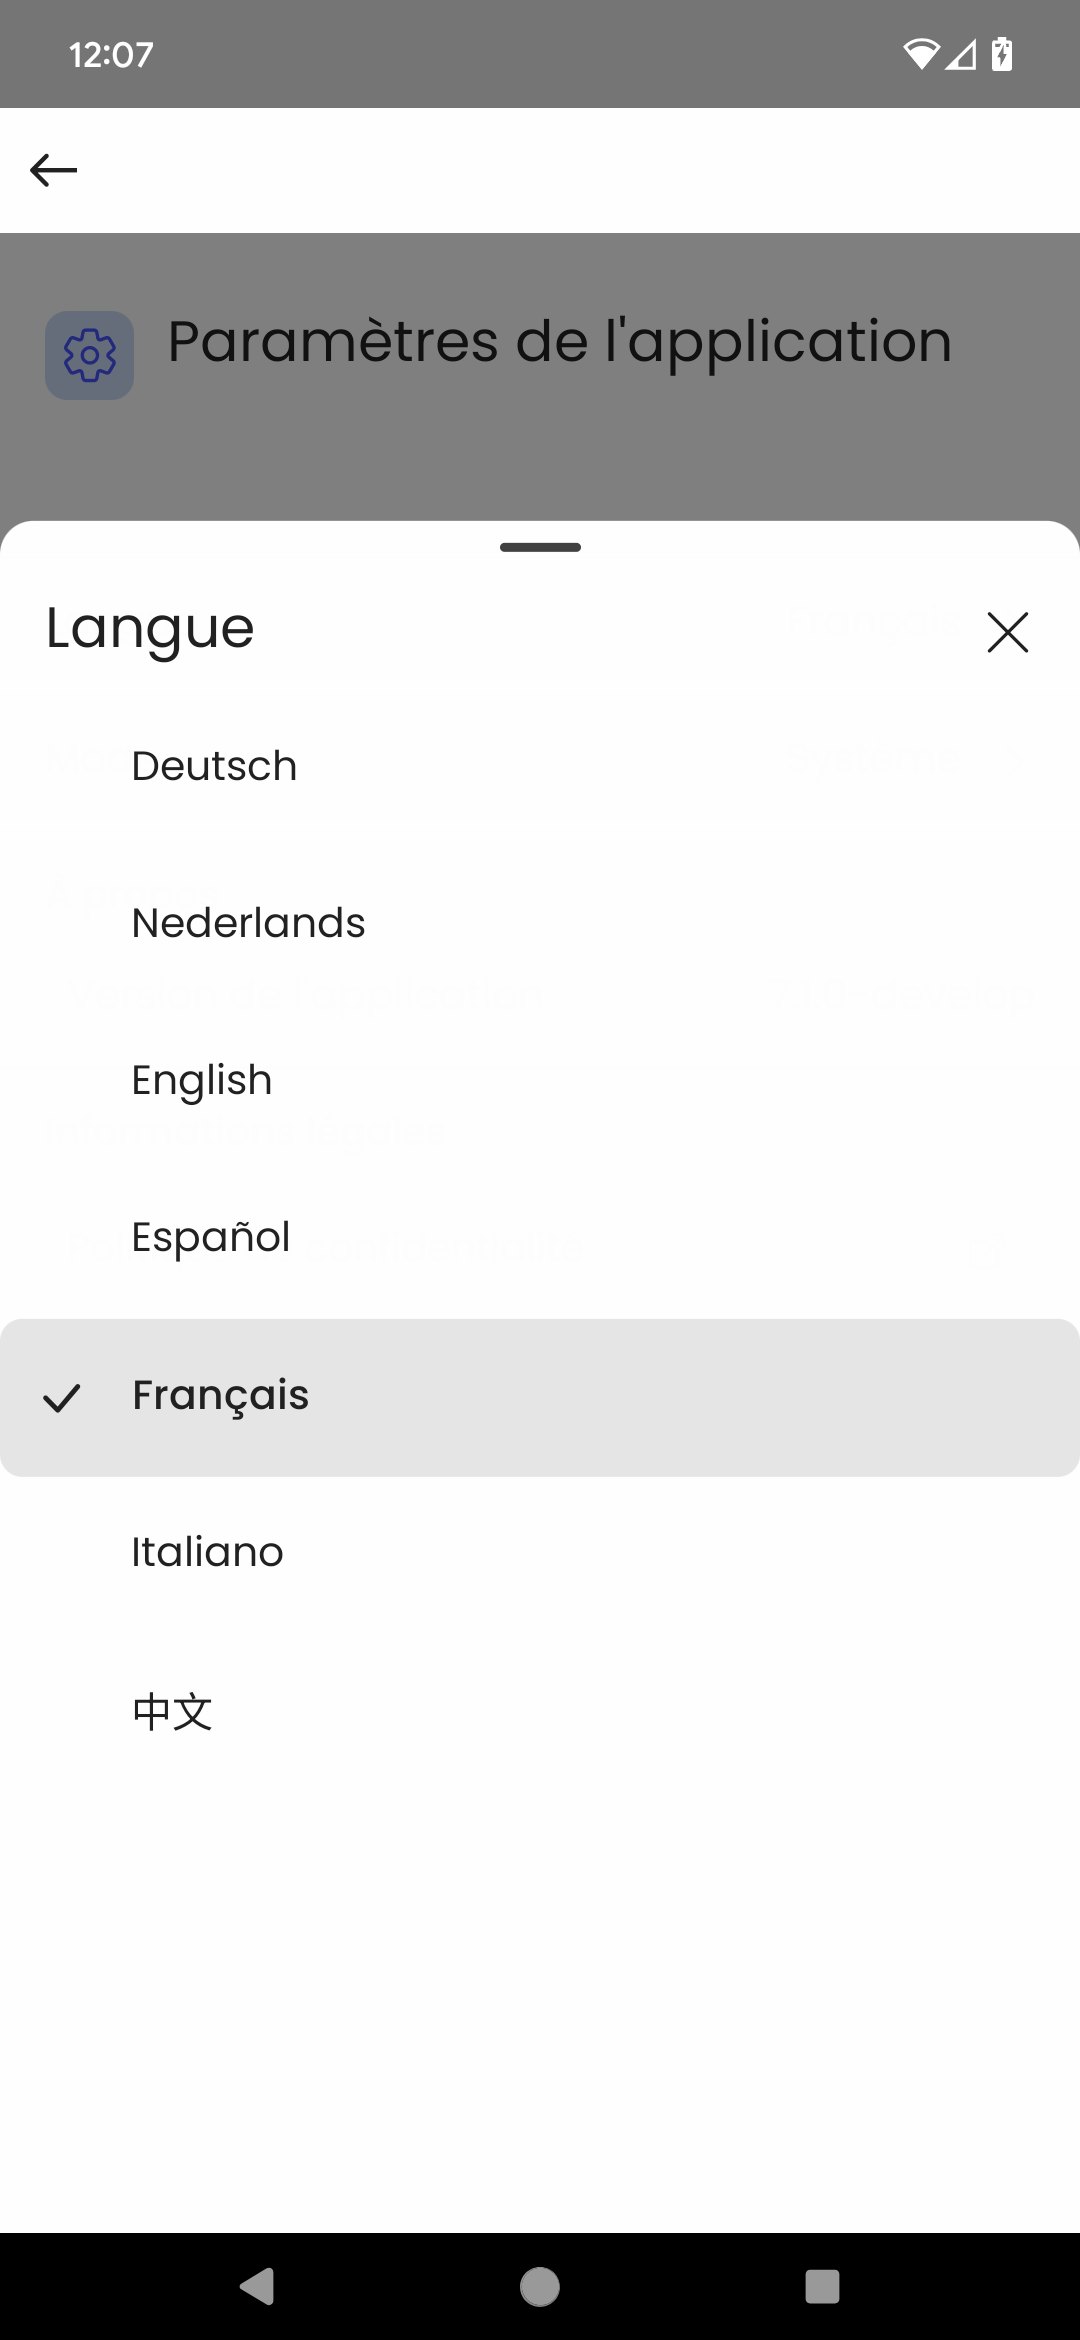 12:07
Paramètres de l'application
Langue
Deutsch
Nederlands
English
Español
Français
Italiano
中文